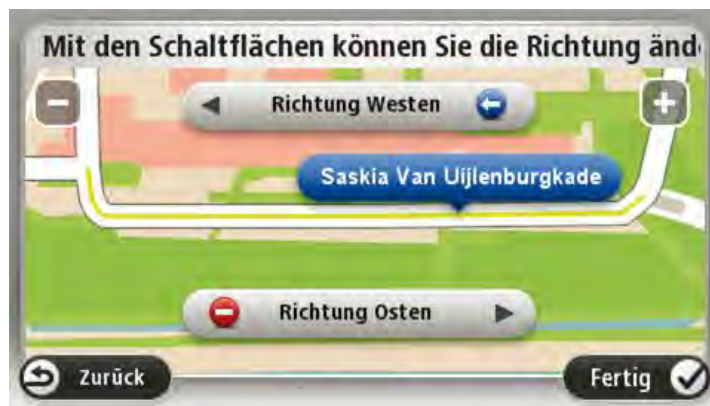 Mit den Schaltflächen können Sie die Richtung änd
Richtung Westen
Saskia Van Uijlenburgkade
Richtung Osten
Zurück
Fertig